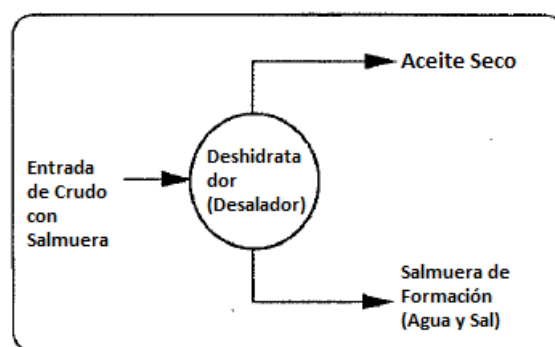 Aceite Seco
Entrada
de Crudo
con
Salmuera
Deshidrata
dor
(Desalador)
Salmuera de
Formación
(Agua y Sal)